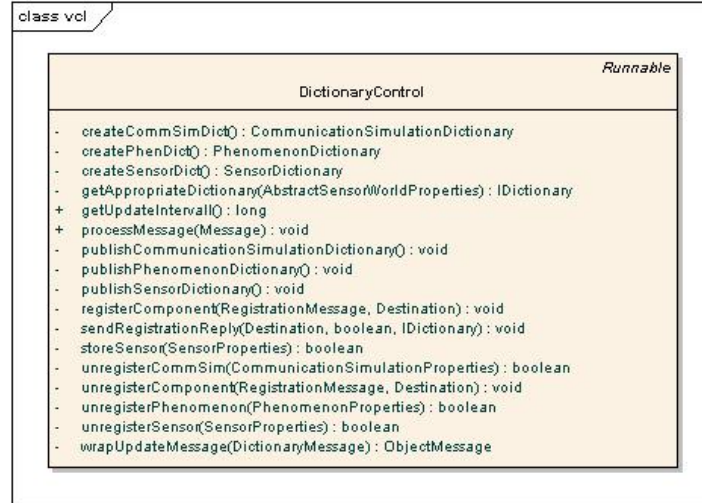 class vcl
Runnable
DictionaryControl
- createCommSimDict() : CommunicationSimulationDictionary
- createPhenDict() : PhenomenonDictionary
- createSensorDict() : SensorDictionary
- getAppropriateDictionary(AbstractSensorWorldProperties) : IDictionary
+ getUpdateIntervall() : long
+ processMessage(Message) : void
- publishCommunicationSimulationDictionary() : void
- publishPhenomenonDictionary() : void
- publishSensorDictionary() : void
- registerComponent(RegistrationMessage, Destination) : void
- sendRegistrationReply(Destination, boolean, IDictionary) : void
- storeSensor(SensorProperties) : boolean
- unregisterCommSim(CommunicationSimulationProperties) : boolean
- unregisterComponent(RegistrationMessage, Destination) : void
- unregisterPhenomenon(PhenomenonProperties) : boolean
- unregisterSensor(SensorProperties) : boolean
- wrapUpdateMessage(DictionaryMessage) : ObjectMessage